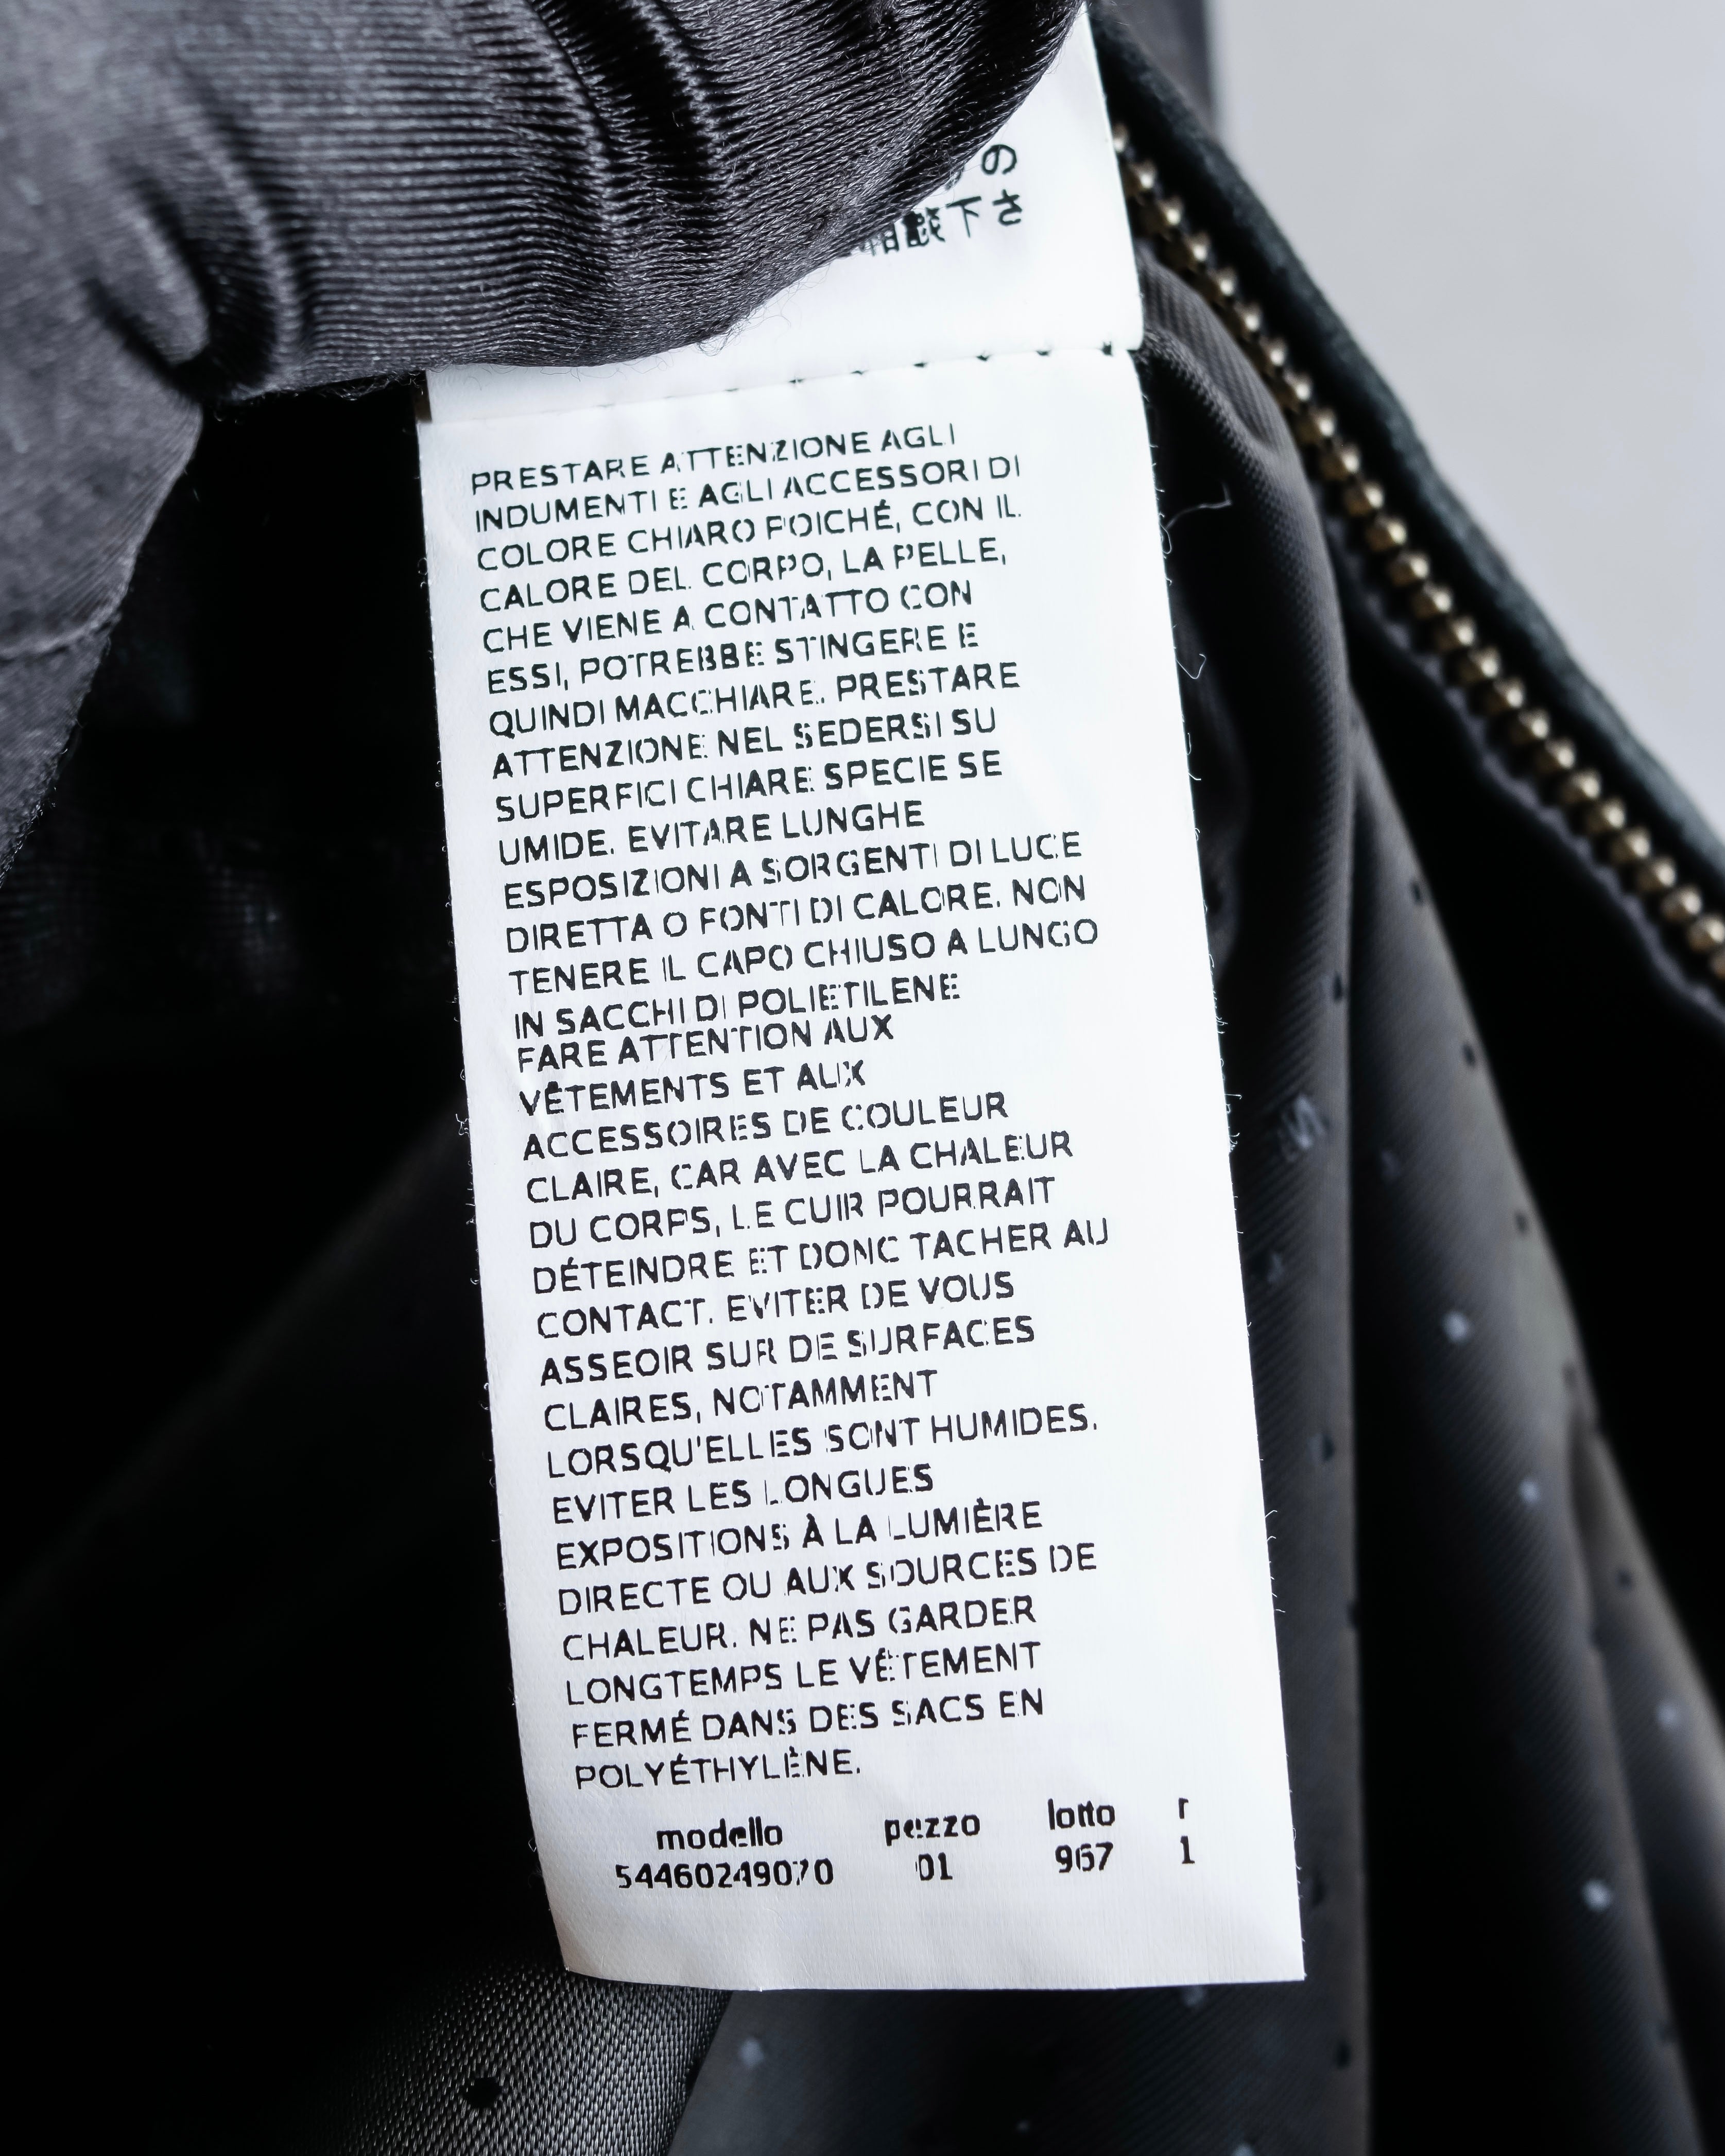 の
相談下さ
PRESTARE ATTENZIONE AGLI
INDUMENTI E AGLI ACCESSORI DI
COLORE CHIARO POICHÉ, CON IL
CALORE DEL CORPO, LA PELLE,
CHE VIENE A CONTATTO CON
ESSI, POTREBBE STINGERE E
QUINDI MACCHIARE. PRESTARE
ATTENZIONE NEL SEDERSI SU
SUPERFICI CHIARE SPECIE SE
UMIDE. EVITARE LUNGHE
ESPOSIZIONI A SORGENTI DI LUCE
DIRETTA O FONTI DI CALORE. NON
TENERE IL CAPO CHIUSO A LUNGO
IN SACCHI DI POLIETILENE
FARE ATTENTION AUX
VÊTEMENTS ET AUX
ACCESSOIRES DE COULEUR
CLAIRE, CAR AVEC LA CHALEUR
DU CORPS, LE CUIR POURRAIT
DÉTEINDRE ET DONC TACHER AU
CONTACT. EVITER DE VOUS
ASSEOIR SUR DE SURFACES
CLAIRES, NOTAMMENT
LORSQU'ELLES SONT HUMIDES.
EVITER LES LONGUES
EXPOSITIONS À LA LUMIÈRE
DIRECTE OU AUX SOURCES DE
CHALEUR. NE PAS GARDER
LONGTEMPS LE VÊTEMENT
FERMÉ DANS DES SACS EN
POLYÉTHYLÈNE.
modello pezzo lotto r
54460249070 01 967 1